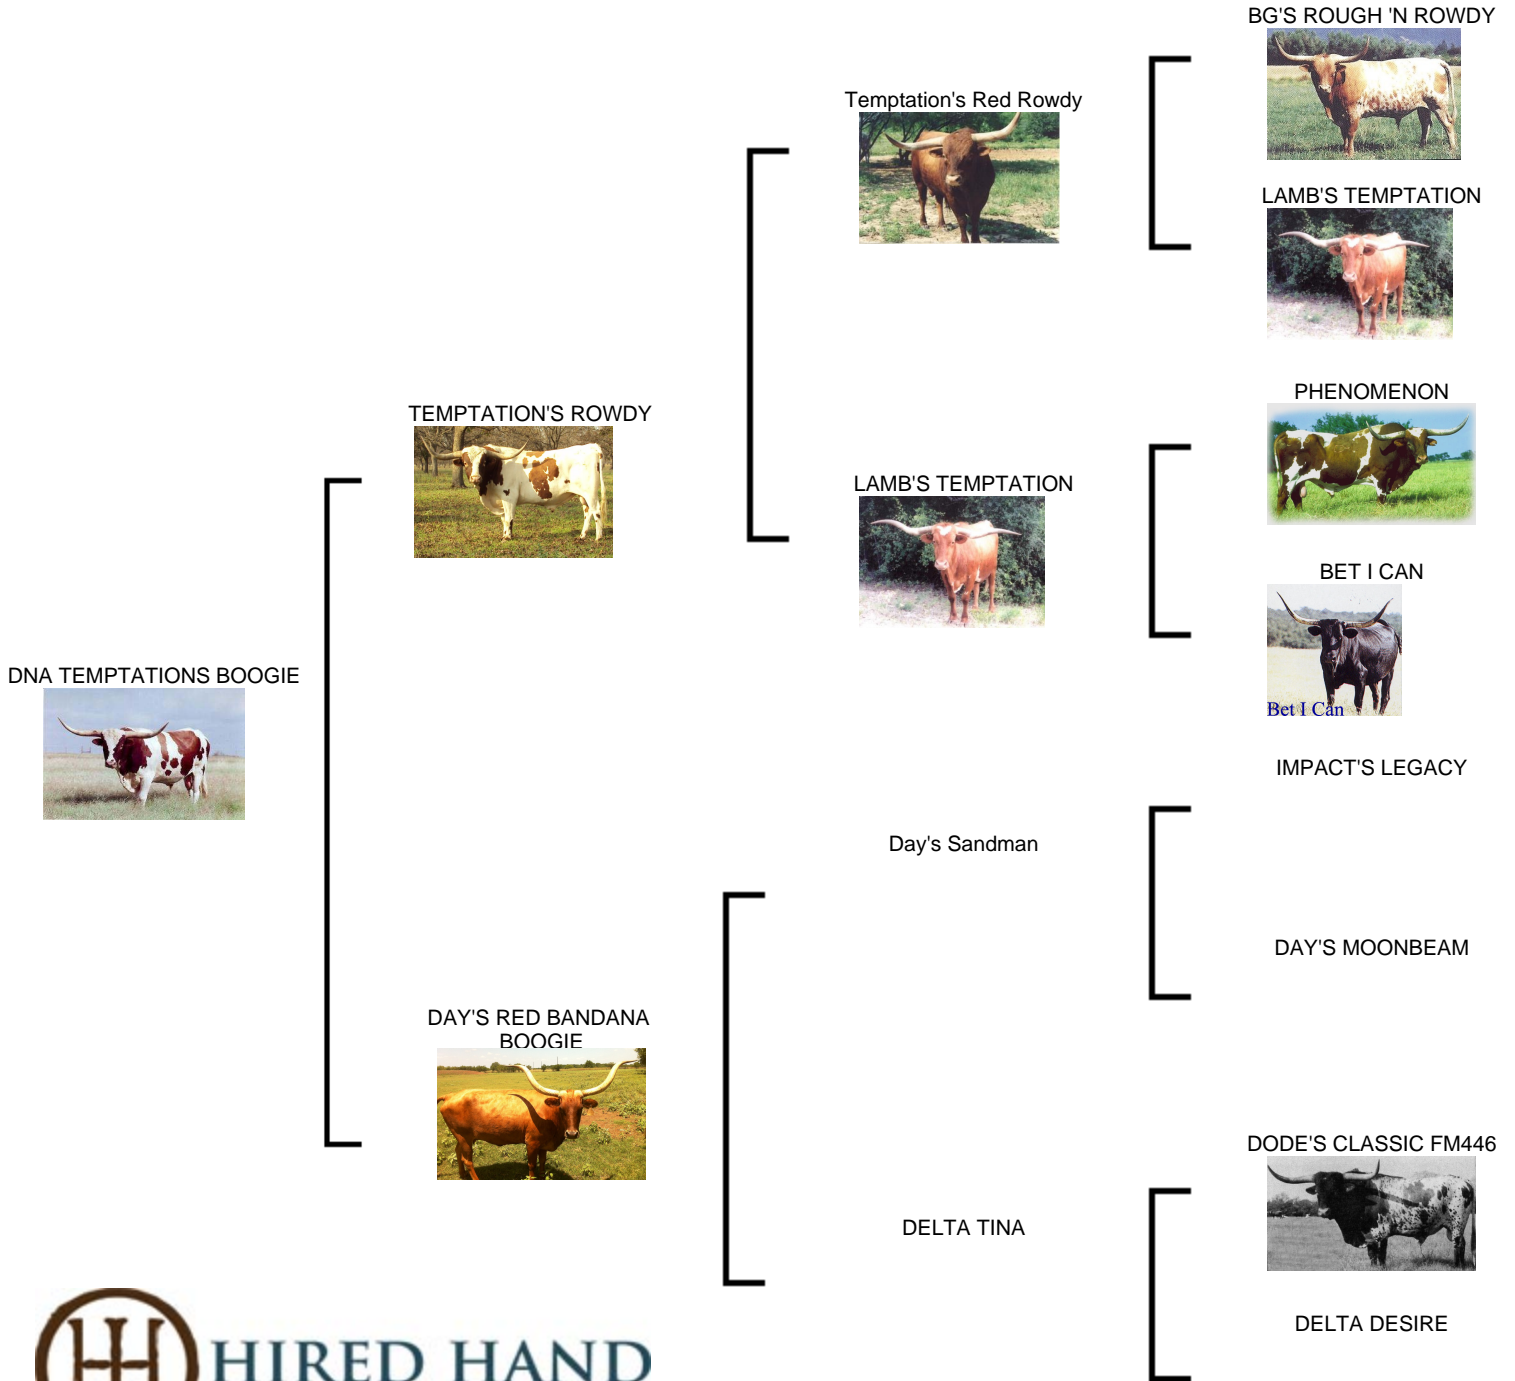 BG'S ROUGH 'N ROWDY
Temptation's Red Rowdy
LAMB'S TEMPTATION
PHENOMENON
TEMPTATION'S ROWDY
LAMB'S TEMPTATION
BET I CAN
Bet I Can
DNA TEMPTATIONS BOOGIE
IMPACT'S LEGACY
Day's Sandman
DAY'S MOONBEAM
DAY'S RED BANDANA
BOOGIE
DODE'S CLASSIC FM446
DELTA TINA
DELTA DESIRE
HIRED HAND